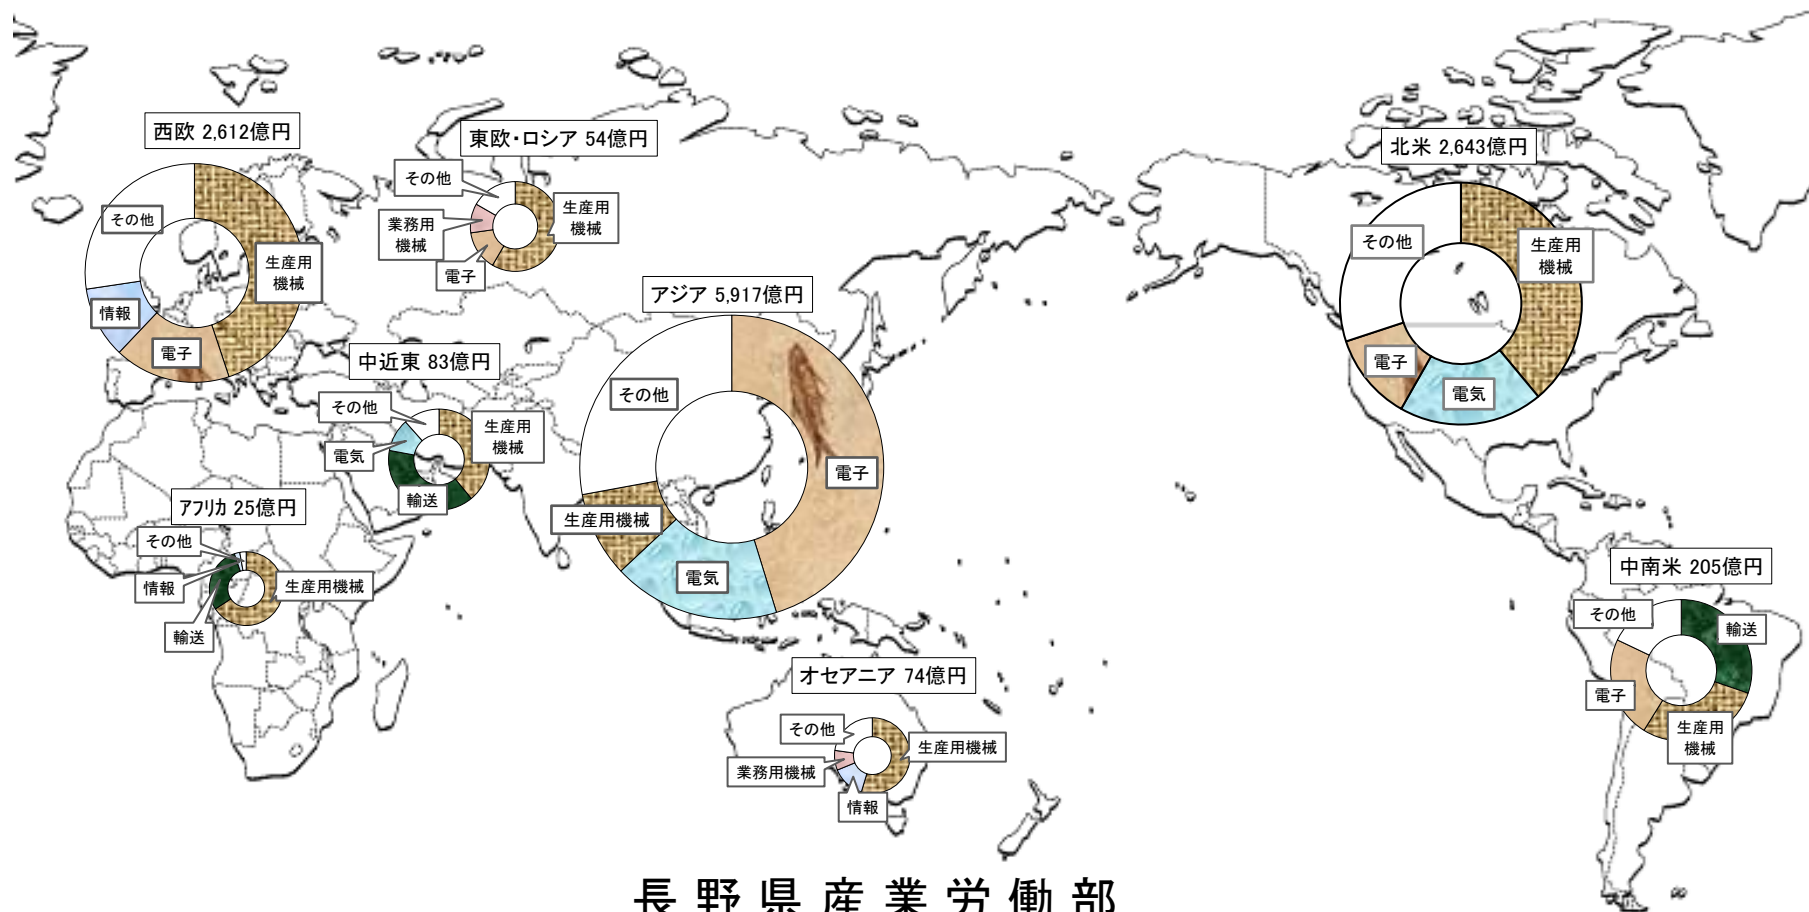 西欧 2,612億円
その他
生産用
機械
情報
電子
東欧・ロシア 54億円
その他
生産用
機械
業務用
機械
電子
北米 2,643億円
その他
生産用
機械
電子
電気
アジア 5,917億円
その他
電子
生産用機械
電気
中近東 83億円
その他
生産用
機械
電気
輸送
アフリカ 25億円
その他
情報
生産用機械
輸送
中南米 205億円
その他
輸送
電子
生産用
機械
オセアニア 74億円
その他
生産用機械
業務用機械
情報
長野県産業労働部